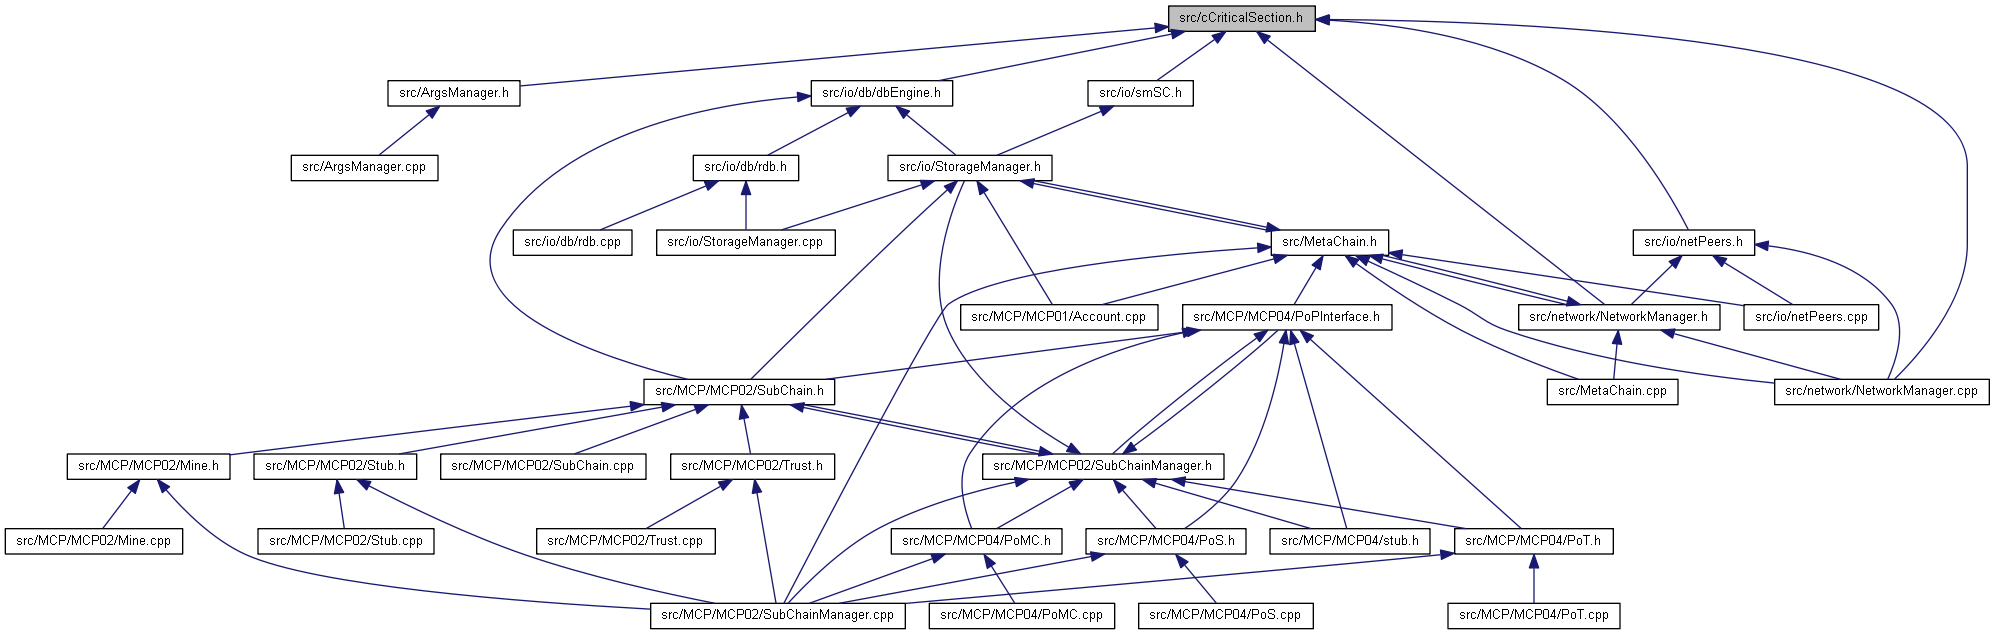 src/cCriticalSection.h
src/ArgsManager.h
src/io/db/dbEngine.h
src/io/smSC.h
src/ArgsManager.cpp
src/io/db/rdb.h
src/io/StorageManager.h
src/io/db/rdb.cpp
src/io/StorageManager.cpp
src/MetaChain.h
src/io/netPeers.h
src/MCP/MCP01/Account.cpp
src/MCP/MCP04/PoPInterface.h
src/network/NetworkManager.h
src/io/netPeers.cpp
src/MCP/MCP02/SubChain.h
src/MetaChain.cpp
src/network/NetworkManager.cpp
src/MCP/MCP02/Mine.h
src/MCP/MCP02/Stub.h
src/MCP/MCP02/SubChain.cpp
src/MCP/MCP02/Trust.h
src/MCP/MCP02/SubChainManager.h
src/MCP/MCP02/Mine.cpp
src/MCP/MCP02/Stub.cpp
src/MCP/MCP02/Trust.cpp
src/MCP/MCP04/PoMC.h
src/MCP/MCP04/PoS.h
src/MCP/MCP04/stub.h
src/MCP/MCP04/PoT.h
src/MCP/MCP02/SubChainManager.cpp
src/MCP/MCP04/PoMC.cpp
src/MCP/MCP04/PoS.cpp
src/MCP/MCP04/PoT.cpp